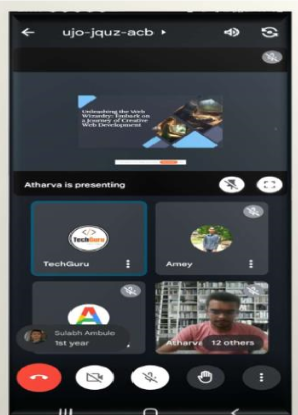 ujo-jquz-acb
Unleashing the Web
Wizardry: Embark on
a Journey of Creative
Web Development
Atharva is presenting
TechGuru
TechGuru
Amey
Sulabh Ambulo
1st year
Atharva
12 others